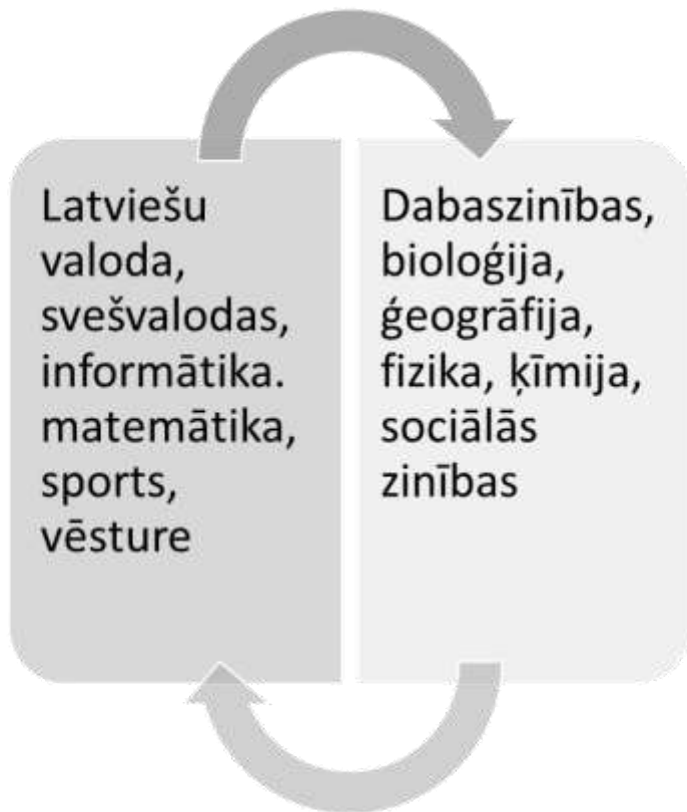 Latviešu
valoda,
svešvalodas,
informātika.
matemātika,
sports,
vēsture
Dabaszinības,
bioloģija,
ģeogrāfija,
fizika, ķīmija,
sociālās
zinības